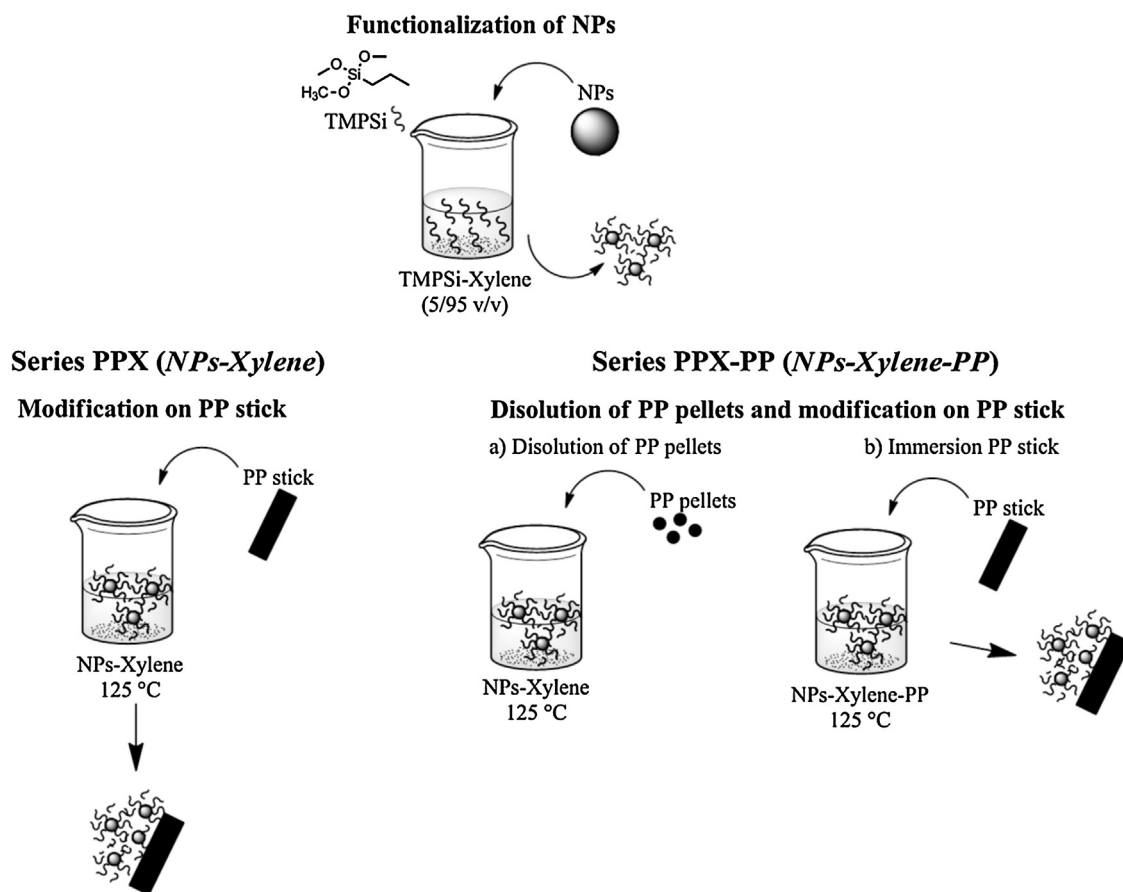 Functionalization of NPs
O
O
Si
O
H₃C
TMPSi
NPs
TMPSi-Xylene
(5/95 v/v)
Series PPX (NPs-Xylene)
Modification on PP stick
PP stick
NPs-Xylene
125 °C
Series PPX-PP (NPs-Xylene-PP)
Disolution of PP pellets and modification on PP stick
a) Disolution of PP pellets
PP pellets
NPs-Xylene
125 °C
b) Immersion PP stick
PP stick
NPs-Xylene-PP
125 °C